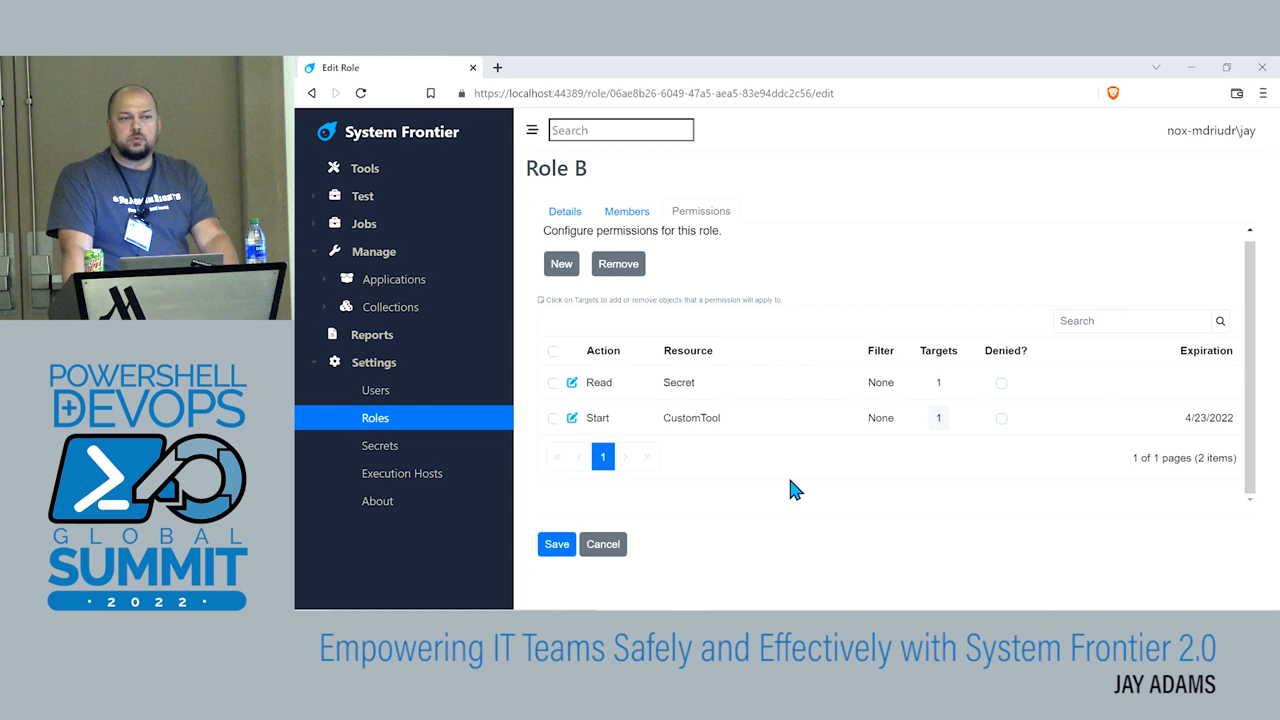 Edit Role
https://localhost:44389/role/06ae8b26-6049-47a5-aea5-83e94ddc2c56/edit
System Frontier
Search
nox-mdriudr\jay
Tools
Test
Jobs
Manage
Applications
Collections
Reports
Settings
Users
Roles
Secrets
Execution Hosts
About
Role B
Details Members Permissions
Configure permissions for this role.
New Remove
Click on Targets to add or remove objects that a permission will apply to
Search
Action Resource Filter Targets Denied? Expiration
Read Secret None 1
Start CustomTool None 1 4/23/2022
« ‹ 1 › » 1 of 1 pages (2 items)
Save Cancel
POWERSHELL
DEVOPS
GLOBAL
SUMMIT
· 2022 ·
Empowering IT Teams Safely and Effectively with System Frontier 2.0
JAY ADAMS